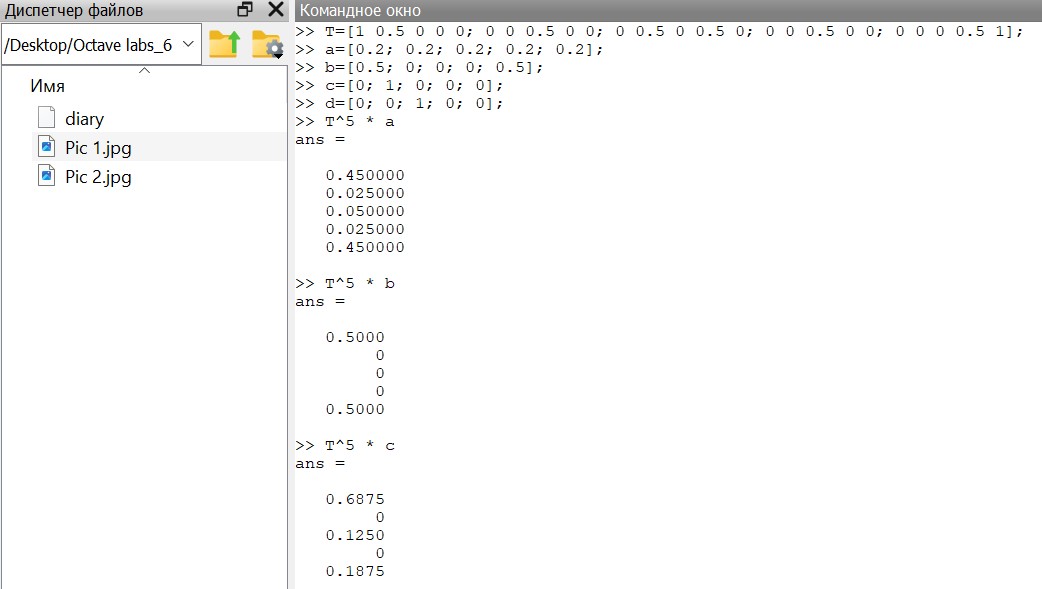 Диспетчер файлов
/Desktop/Octave labs_6
Имя
diary
Pic 1.jpg
Pic 2.jpg
Командное окно
>> T=[1 0.5 0 0 0; 0 0 0.5 0 0; 0 0.5 0 0.5 0; 0 0 0.5 0 0; 0 0 0 0.5 1];
>> a=[0.2; 0.2; 0.2; 0.2; 0.2];
>> b=[0.5; 0; 0; 0; 0.5];
>> c=[0; 1; 0; 0; 0];
>> d=[0; 0; 1; 0; 0];
>> T^5 * a
ans =
0.450000
0.025000
0.050000
0.025000
0.450000
>> T^5 * b
ans =
0.5000
0
0
0
0.5000
>> T^5 * c
ans =
0.6875
0
0.1250
0
0.1875